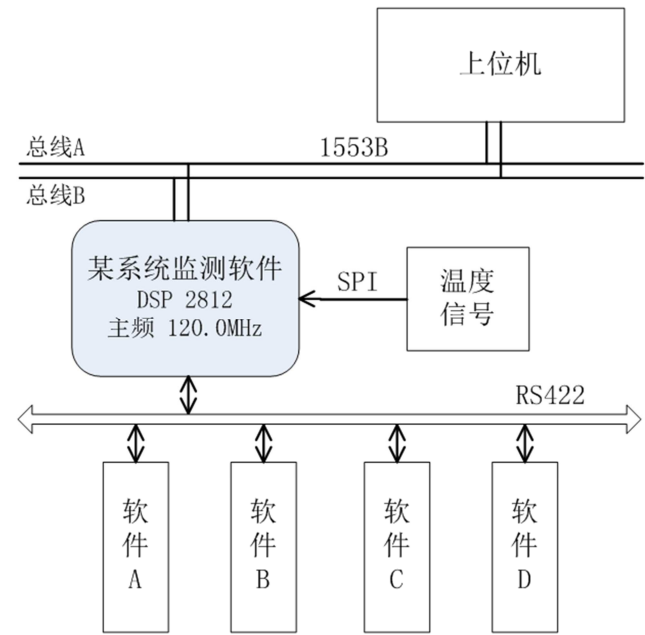 上位机
总线A
1553B
总线B
某系统监测软件
DSP 2812
主频 120.0MHz
SPI
温度
信号
RS422
软
件
A
软
件
B
软
件
C
软
件
D